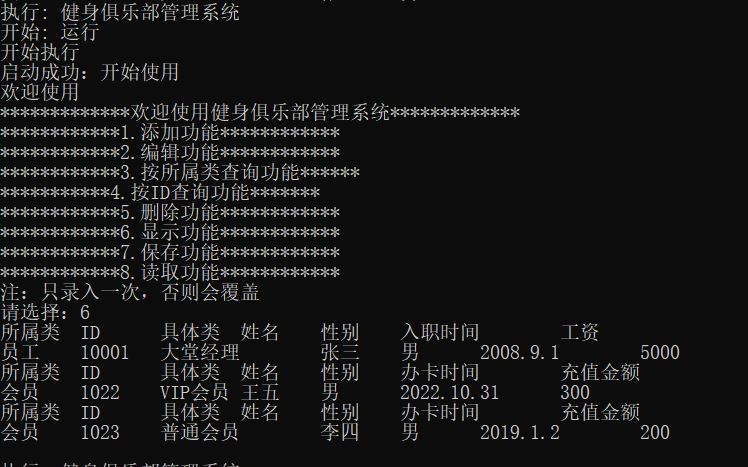 执行: 健身俱乐部管理系统
开始: 运行
开始执行
启动成功: 开始使用
欢迎使用
*************欢迎使用健身俱乐部管理系统*************
************1.添加功能************
************2.编辑功能************
************3.按所属类查询功能******
***********4.按ID查询功能*******
************5.删除功能************
************6.显示功能************
************7.保存功能************
************8.读取功能************
注: 只录入一次, 否则会覆盖
请选择: 6
所属类 ID 具体类 姓名 性别 入职时间 工资
员工 10001 大堂经理 张三 男 2008.9.1 5000
所属类 ID 具体类 姓名 性别 办卡时间 充值金额
会员 1022 VIP会员 王五 男 2022.10.31 300
所属类 ID 具体类 姓名 性别 办卡时间 充值金额
会员 1023 普通会员 李四 男 2019.1.2 200